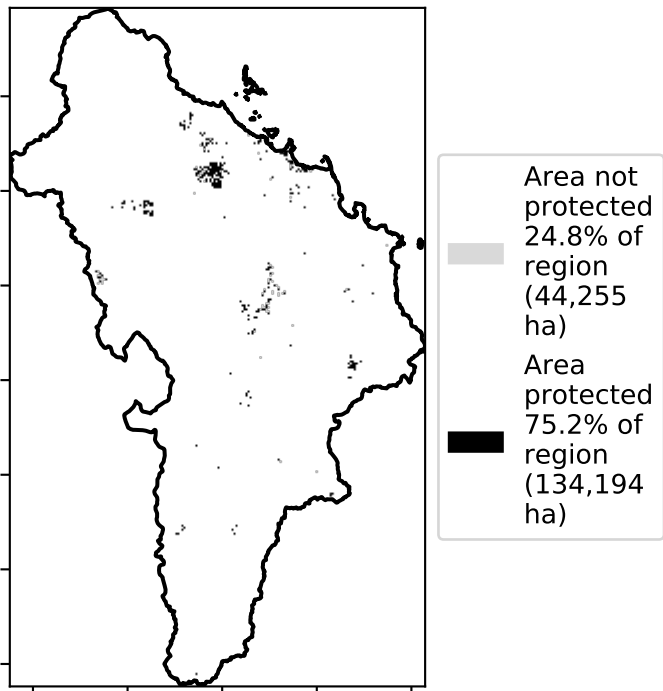 Area not
protected
24.8% of
region
(44,255
ha)
Area
protected
75.2% of
region
(134,194
ha)